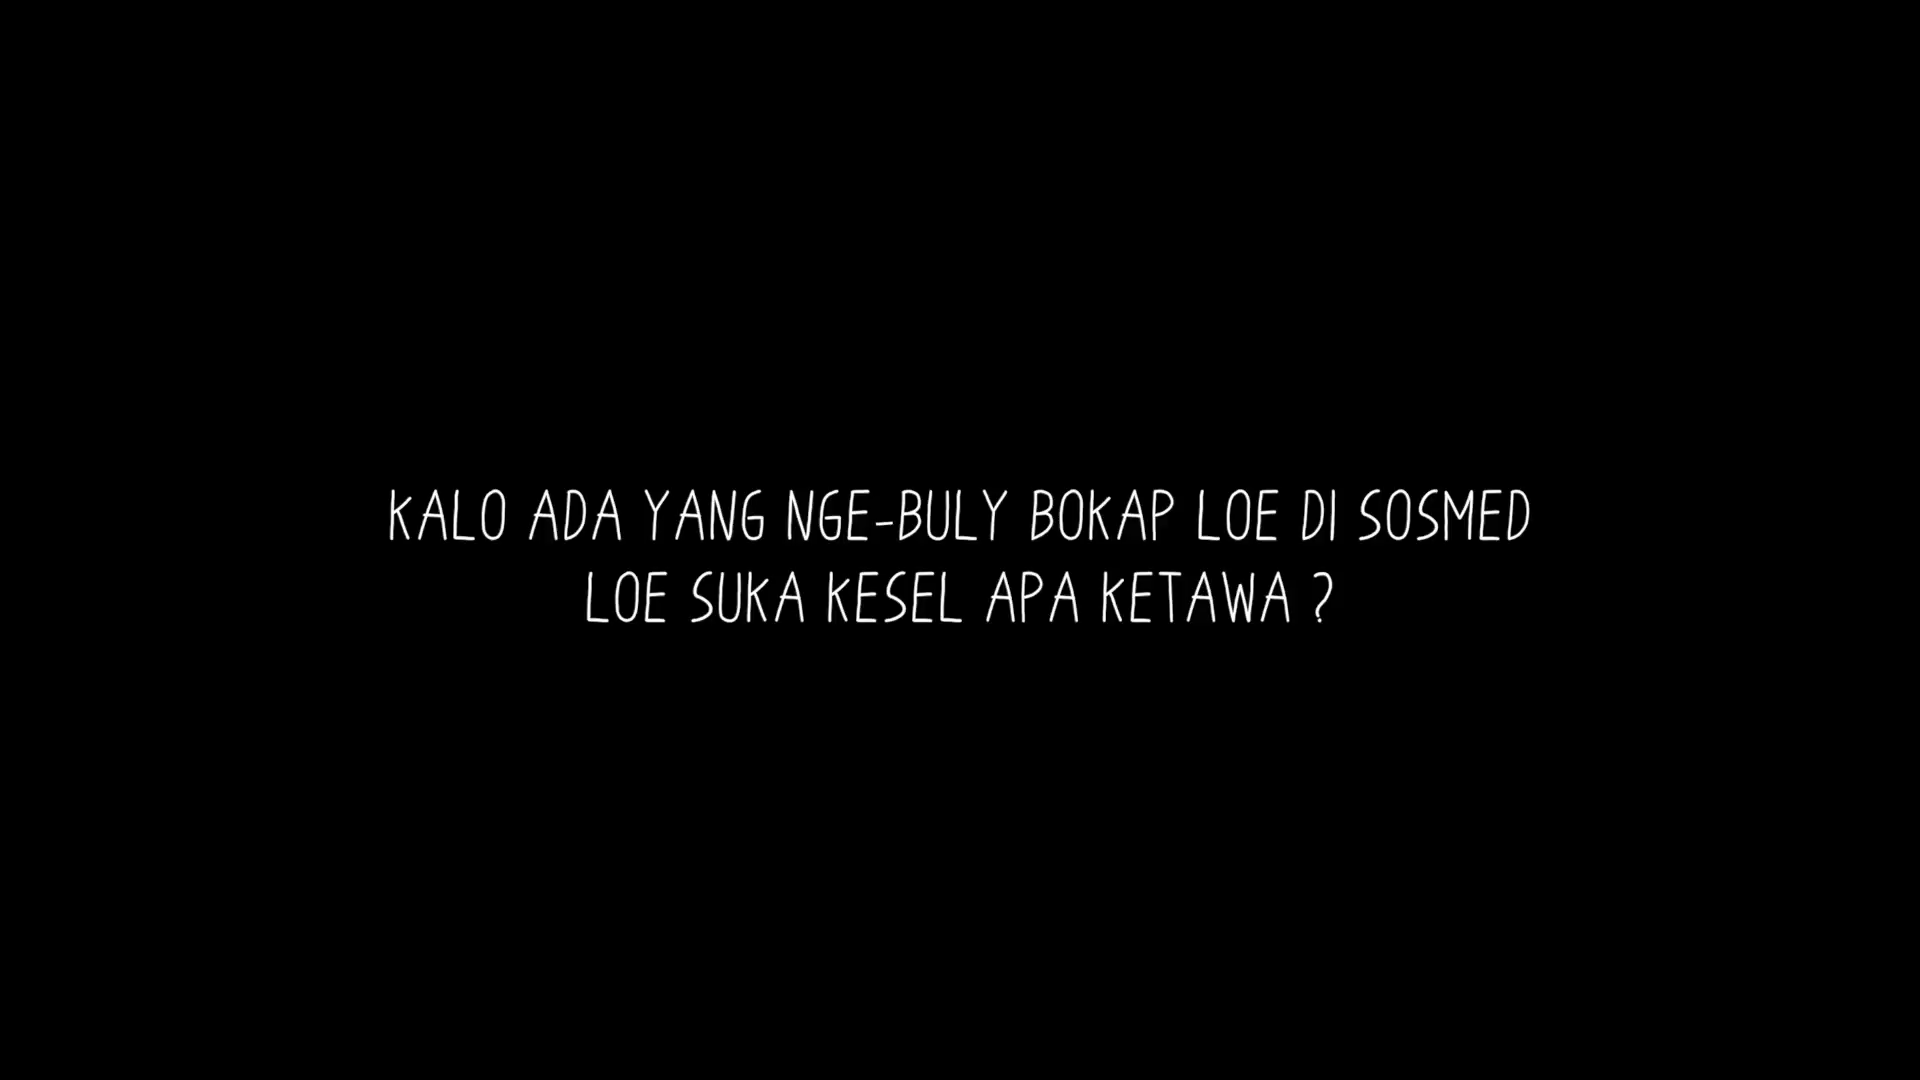 KALO ADA YANG NGE-BULY BOKAP LOE DI SOSMED
LOE SUKA KESEL APA KETAWA ?